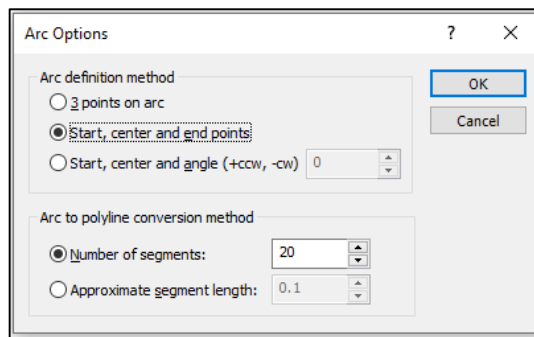 Arc Options ? X
Arc definition method
3 points on arc
Start, center and end points
Start, center and angle (+ccw, -cw) 0
OK
Cancel
Arc to polyline conversion method
Number of segments: 20
Approximate segment length: 0.1